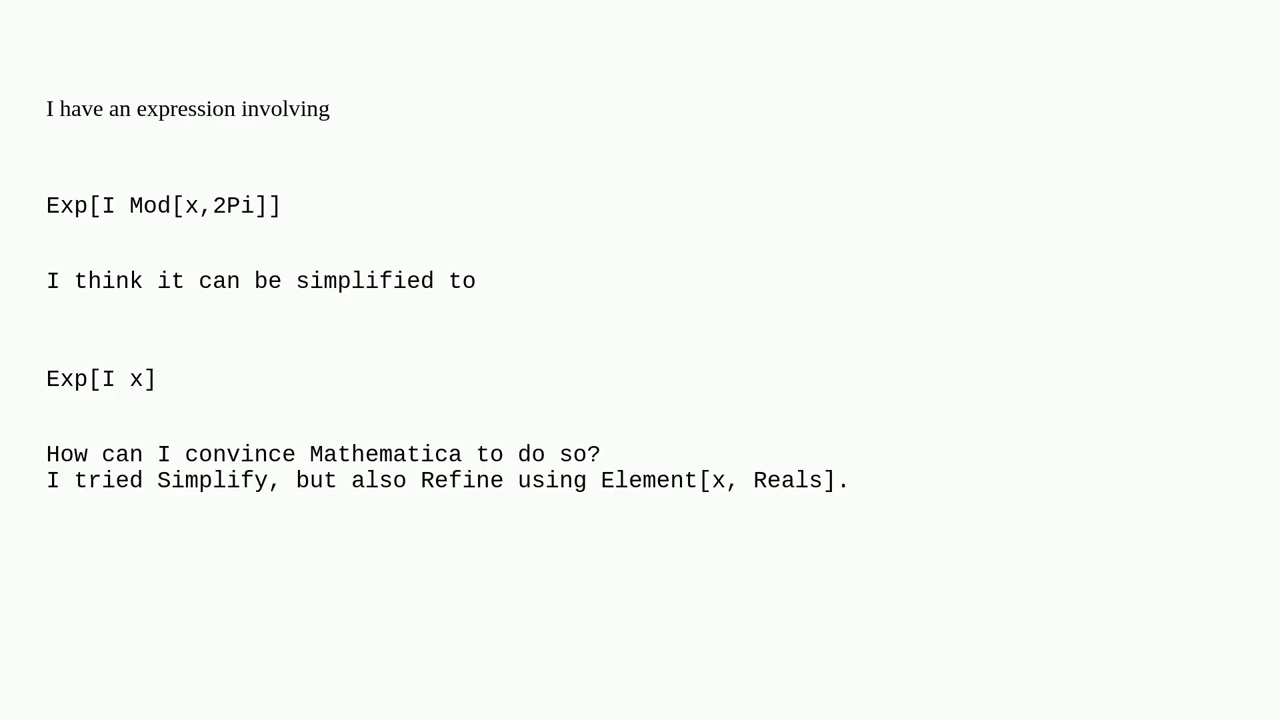 I have an expression involving
Exp[I Mod[x,2Pi]]
I think it can be simplified to
Exp[I x]
How can I convince Mathematica to do so?
I tried Simplify, but also Refine using Element[x, Reals].